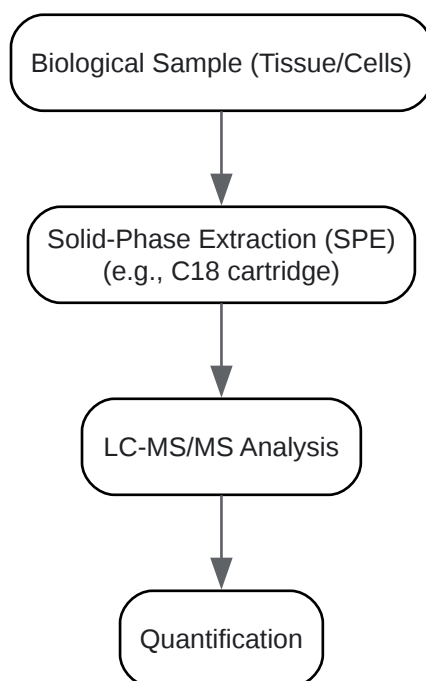 Biological Sample (Tissue/Cells)
Solid-Phase Extraction (SPE)
(e.g., C18 cartridge)
LC-MS/MS Analysis
Quantification